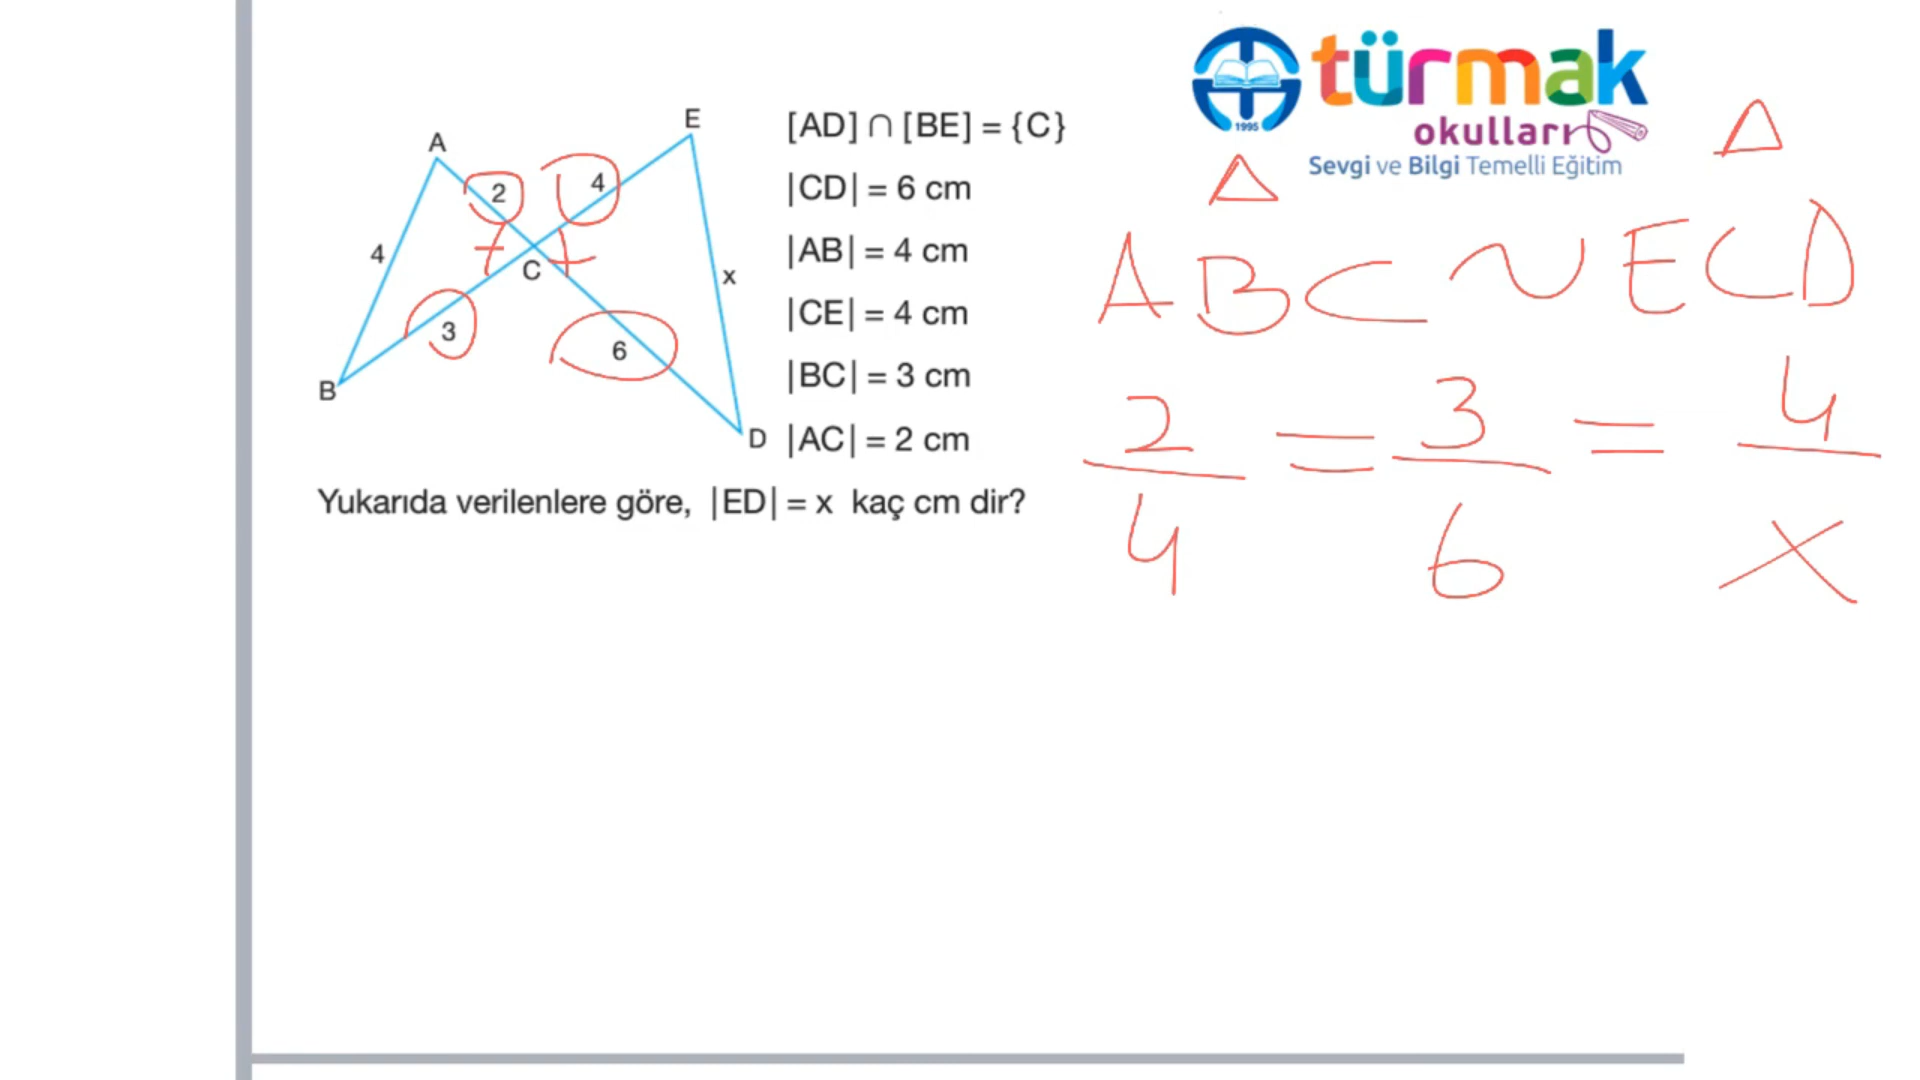 türmak
okulları
1995
Sevgi ve Bilgi Temelli Eğitim
[AD] ∩ [BE] = {C}
|CD| = 6 cm
|AB| = 4 cm
|CE| = 4 cm
|BC| = 3 cm
|AC| = 2 cm
A
E
2
4
4
C
x
3
6
B
D
Yukarıda verilenlere göre, |ED| = x kaç cm dir?
Δ Δ
ABC ~ ECD
2/4 = 3/6 = 4/x